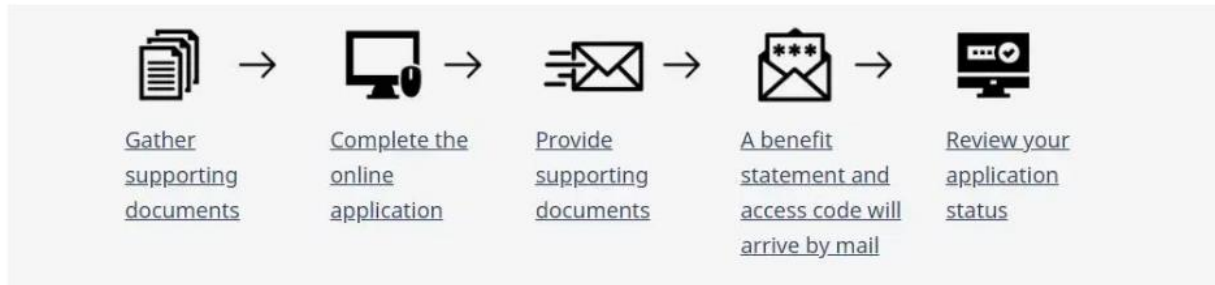 ***
Gather
supporting
documents
Complete the
online
application
Provide
supporting
documents
A benefit
statement and
access code will
arrive by mail
Review your
application
status